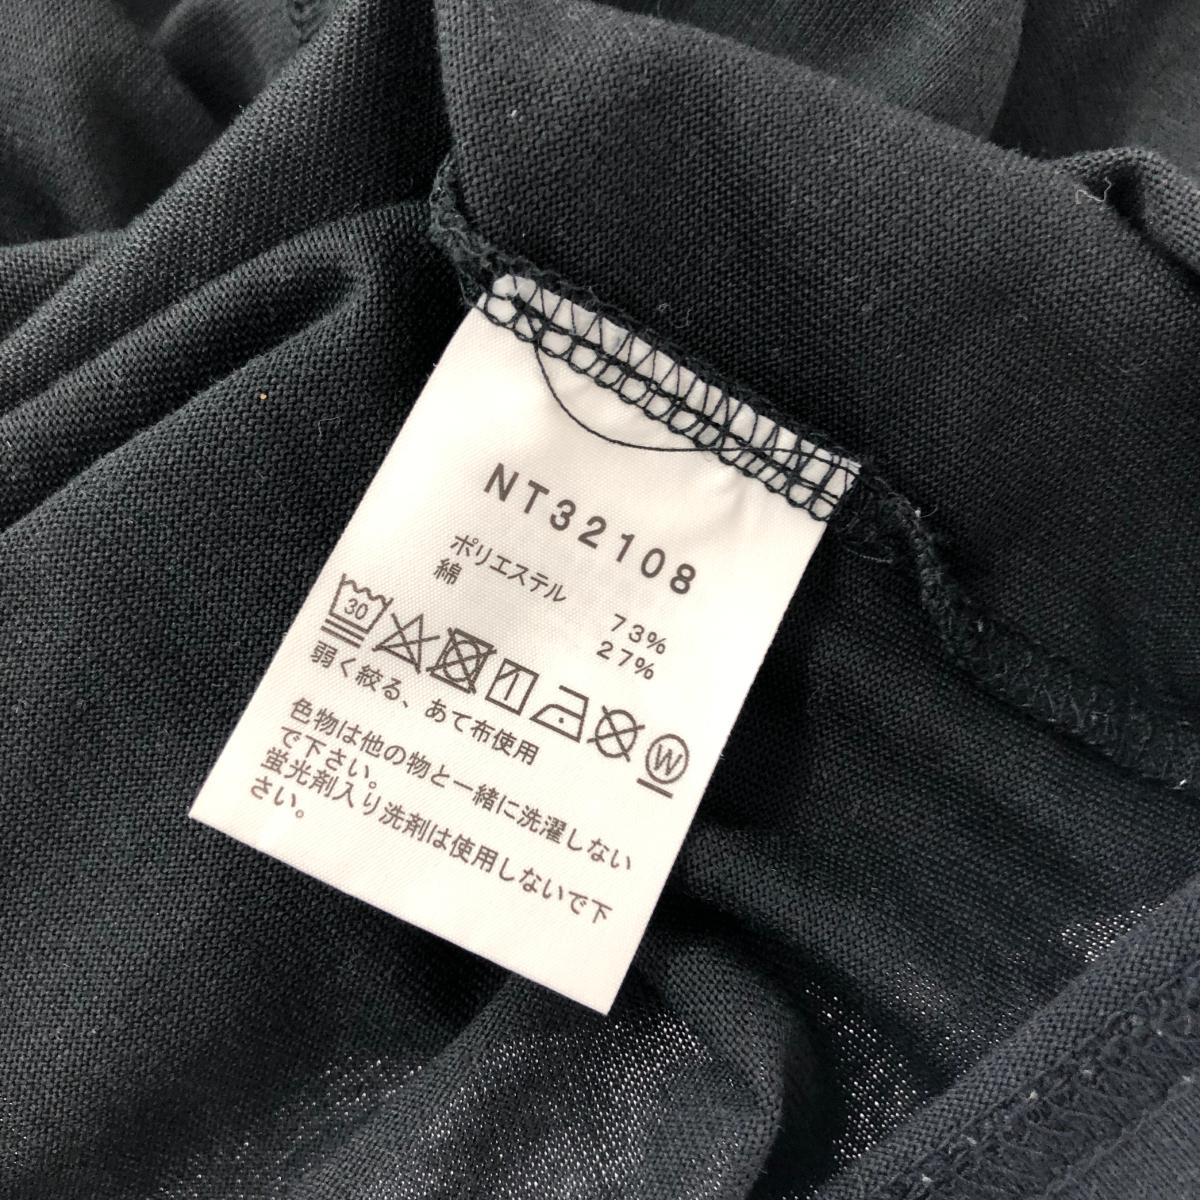 NT32108
ポリエステル 73%
綿 27%
30
W
弱く絞る、あて布使用
色物は他の物と一緒に洗濯しない
で下さい。
蛍光剤入り洗剤は使用しないで下
さい。